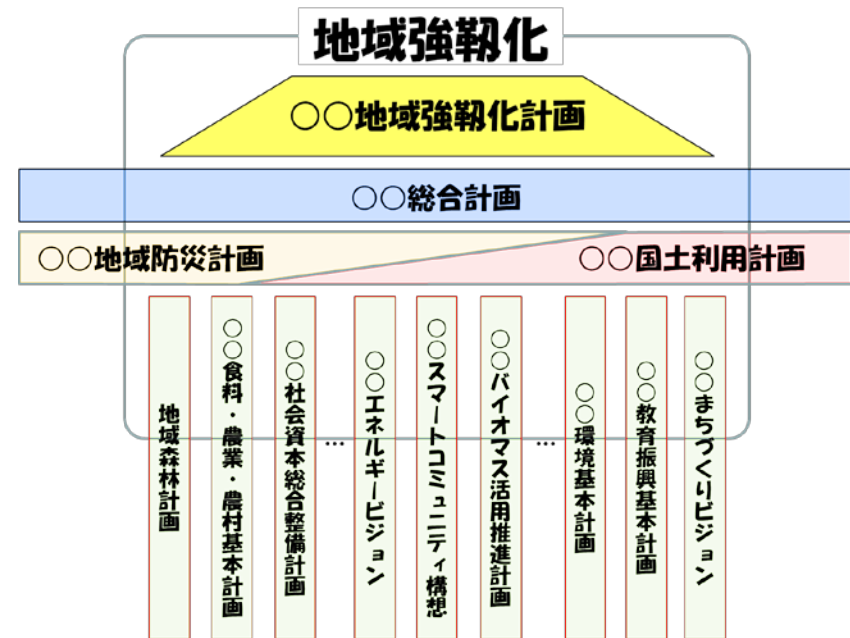 地域強靱化
○○地域強靱化計画
○○総合計画
○○地域防災計画
○○国土利用計画
地域森林計画
○○食料・農業・農村基本計画
○○社会資本総合整備計画
…
○○エネルギービジョン
○○スマートコミュニティ構想
○○バイオマス活用推進計画
…
○○環境基本計画
○○教育振興基本計画
○○まちづくりビジョン